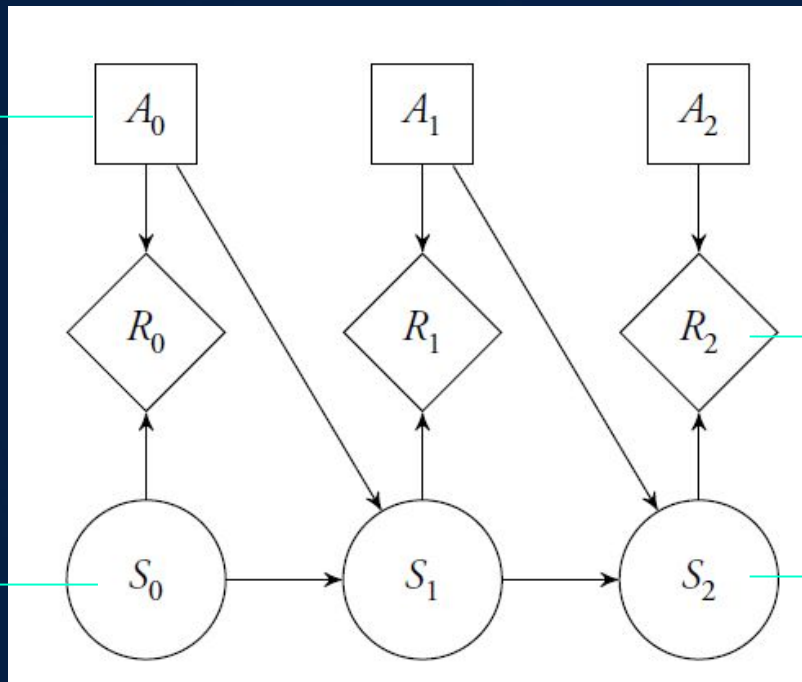 A₀ A₁ A₂
R₀ R₁ R₂
S₀ S₁ S₂